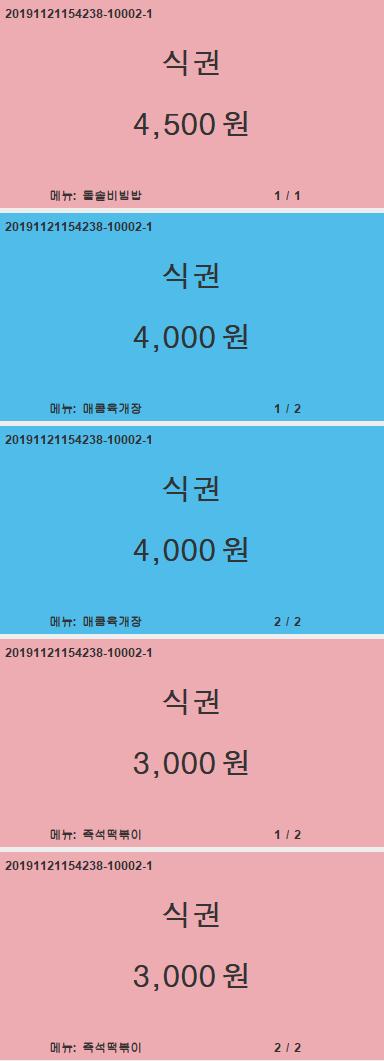 20191121154238-10002-1
식권
4,500 원
메뉴: 돌솥비빔밥 1 / 1
20191121154238-10002-1
식권
4,000 원
메뉴: 매콤육개장 1 / 2
20191121154238-10002-1
식권
4,000 원
메뉴: 매콤육개장 2 / 2
20191121154238-10002-1
식권
3,000 원
메뉴: 즉석떡볶이 1 / 2
20191121154238-10002-1
식권
3,000 원
메뉴: 즉석떡볶이 2 / 2